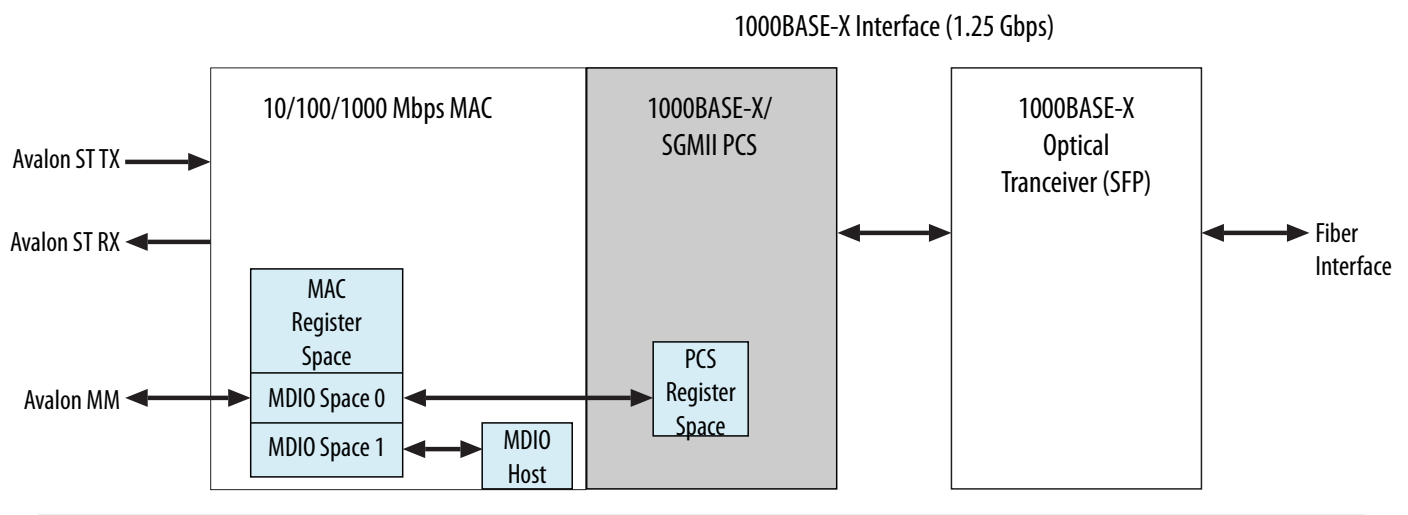 1000BASE-X Interface (1.25 Gbps)
10/100/1000 Mbps MAC
1000BASE-X/
SGMII PCS
1000BASE-X
Optical
Tranceiver (SFP)
Avalon ST TX
Avalon ST RX
Fiber
Interface
MAC
Register
Space
PCS
Register
Space
Avalon MM
MDIO Space 0
MDIO Space 1
MDIO
Host